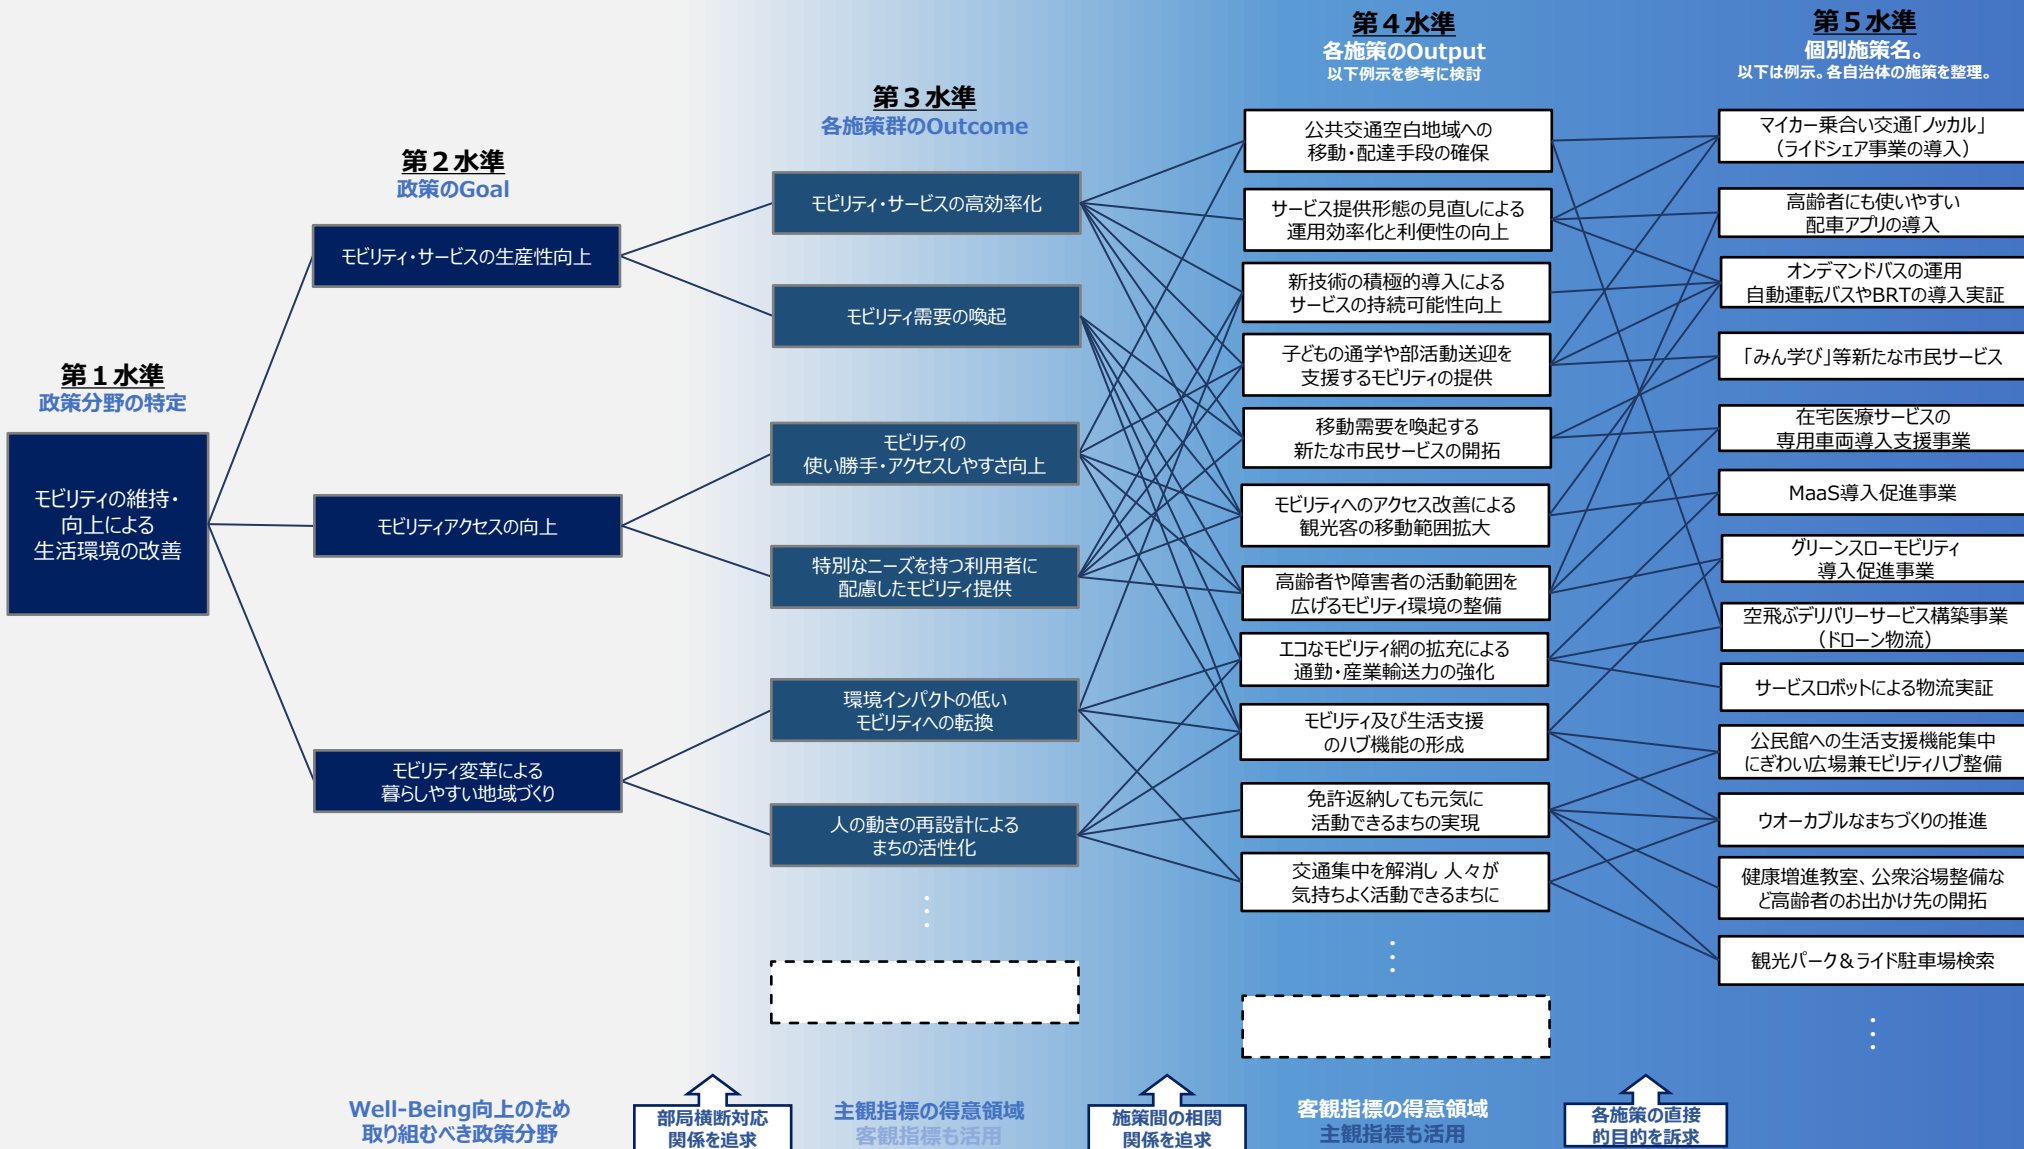 第１水準
政策分野の特定
モビリティの維持・
向上による
生活環境の改善
第２水準
政策のGoal
モビリティ・サービスの生産性向上
モビリティアクセスの向上
モビリティ変革による
暮らしやすい地域づくり
第３水準
各施策群のOutcome
モビリティ・サービスの高効率化
モビリティ需要の喚起
モビリティの
使い勝手・アクセスしやすさ向上
特別なニーズを持つ利用者に
配慮したモビリティ提供
環境インパクトの低い
モビリティへの転換
人の動きの再設計による
まちの活性化
第４水準
各施策のOutput
以下例示を参考に検討
公共交通空白地域への
移動・配達手段の確保
サービス提供形態の見直しによる
運用効率化と利便性の向上
新技術の積極的導入による
サービスの持続可能性向上
子どもの通学や部活動送迎を
支援するモビリティの提供
移動需要を喚起する
新たな市民サービスの開拓
モビリティへのアクセス改善による
観光客の移動範囲拡大
高齢者や障害者の活動範囲を
広げるモビリティ環境の整備
エコなモビリティ網の拡充による
通勤・産業輸送力の強化
モビリティ及び生活支援
のハブ機能の形成
免許返納しても元気に
活動できるまちの実現
交通集中を解消し 人々が
気持ちよく活動できるまちに
第５水準
個別施策名。
以下は例示。各自治体の施策を整理。
マイカー乗合い交通「ノッカル」
（ライドシェア事業の導入）
高齢者にも使いやすい
配車アプリの導入
オンデマンドバスの運用
自動運転バスやBRTの導入実証
「みん学び」等新たな市民サービス
在宅医療サービスの
専用車両導入支援事業
MaaS導入促進事業
グリーンスローモビリティ
導入促進事業
空飛ぶデリバリーサービス構築事業
（ドローン物流）
サービスロボットによる物流実証
公民館への生活支援機能集中
にぎわい広場兼モビリティハブ整備
ウオーカブルなまちづくりの推進
健康増進教室、公衆浴場整備な
ど高齢者のお出かけ先の開拓
観光パーク＆ライド駐車場検索
Well-Being向上のため
取り組むべき政策分野
部局横断対応
関係を追求
主観指標の得意領域
客観指標も活用
施策間の相関
関係を追求
客観指標の得意領域
主観指標も活用
各施策の直接
的目的を訴求